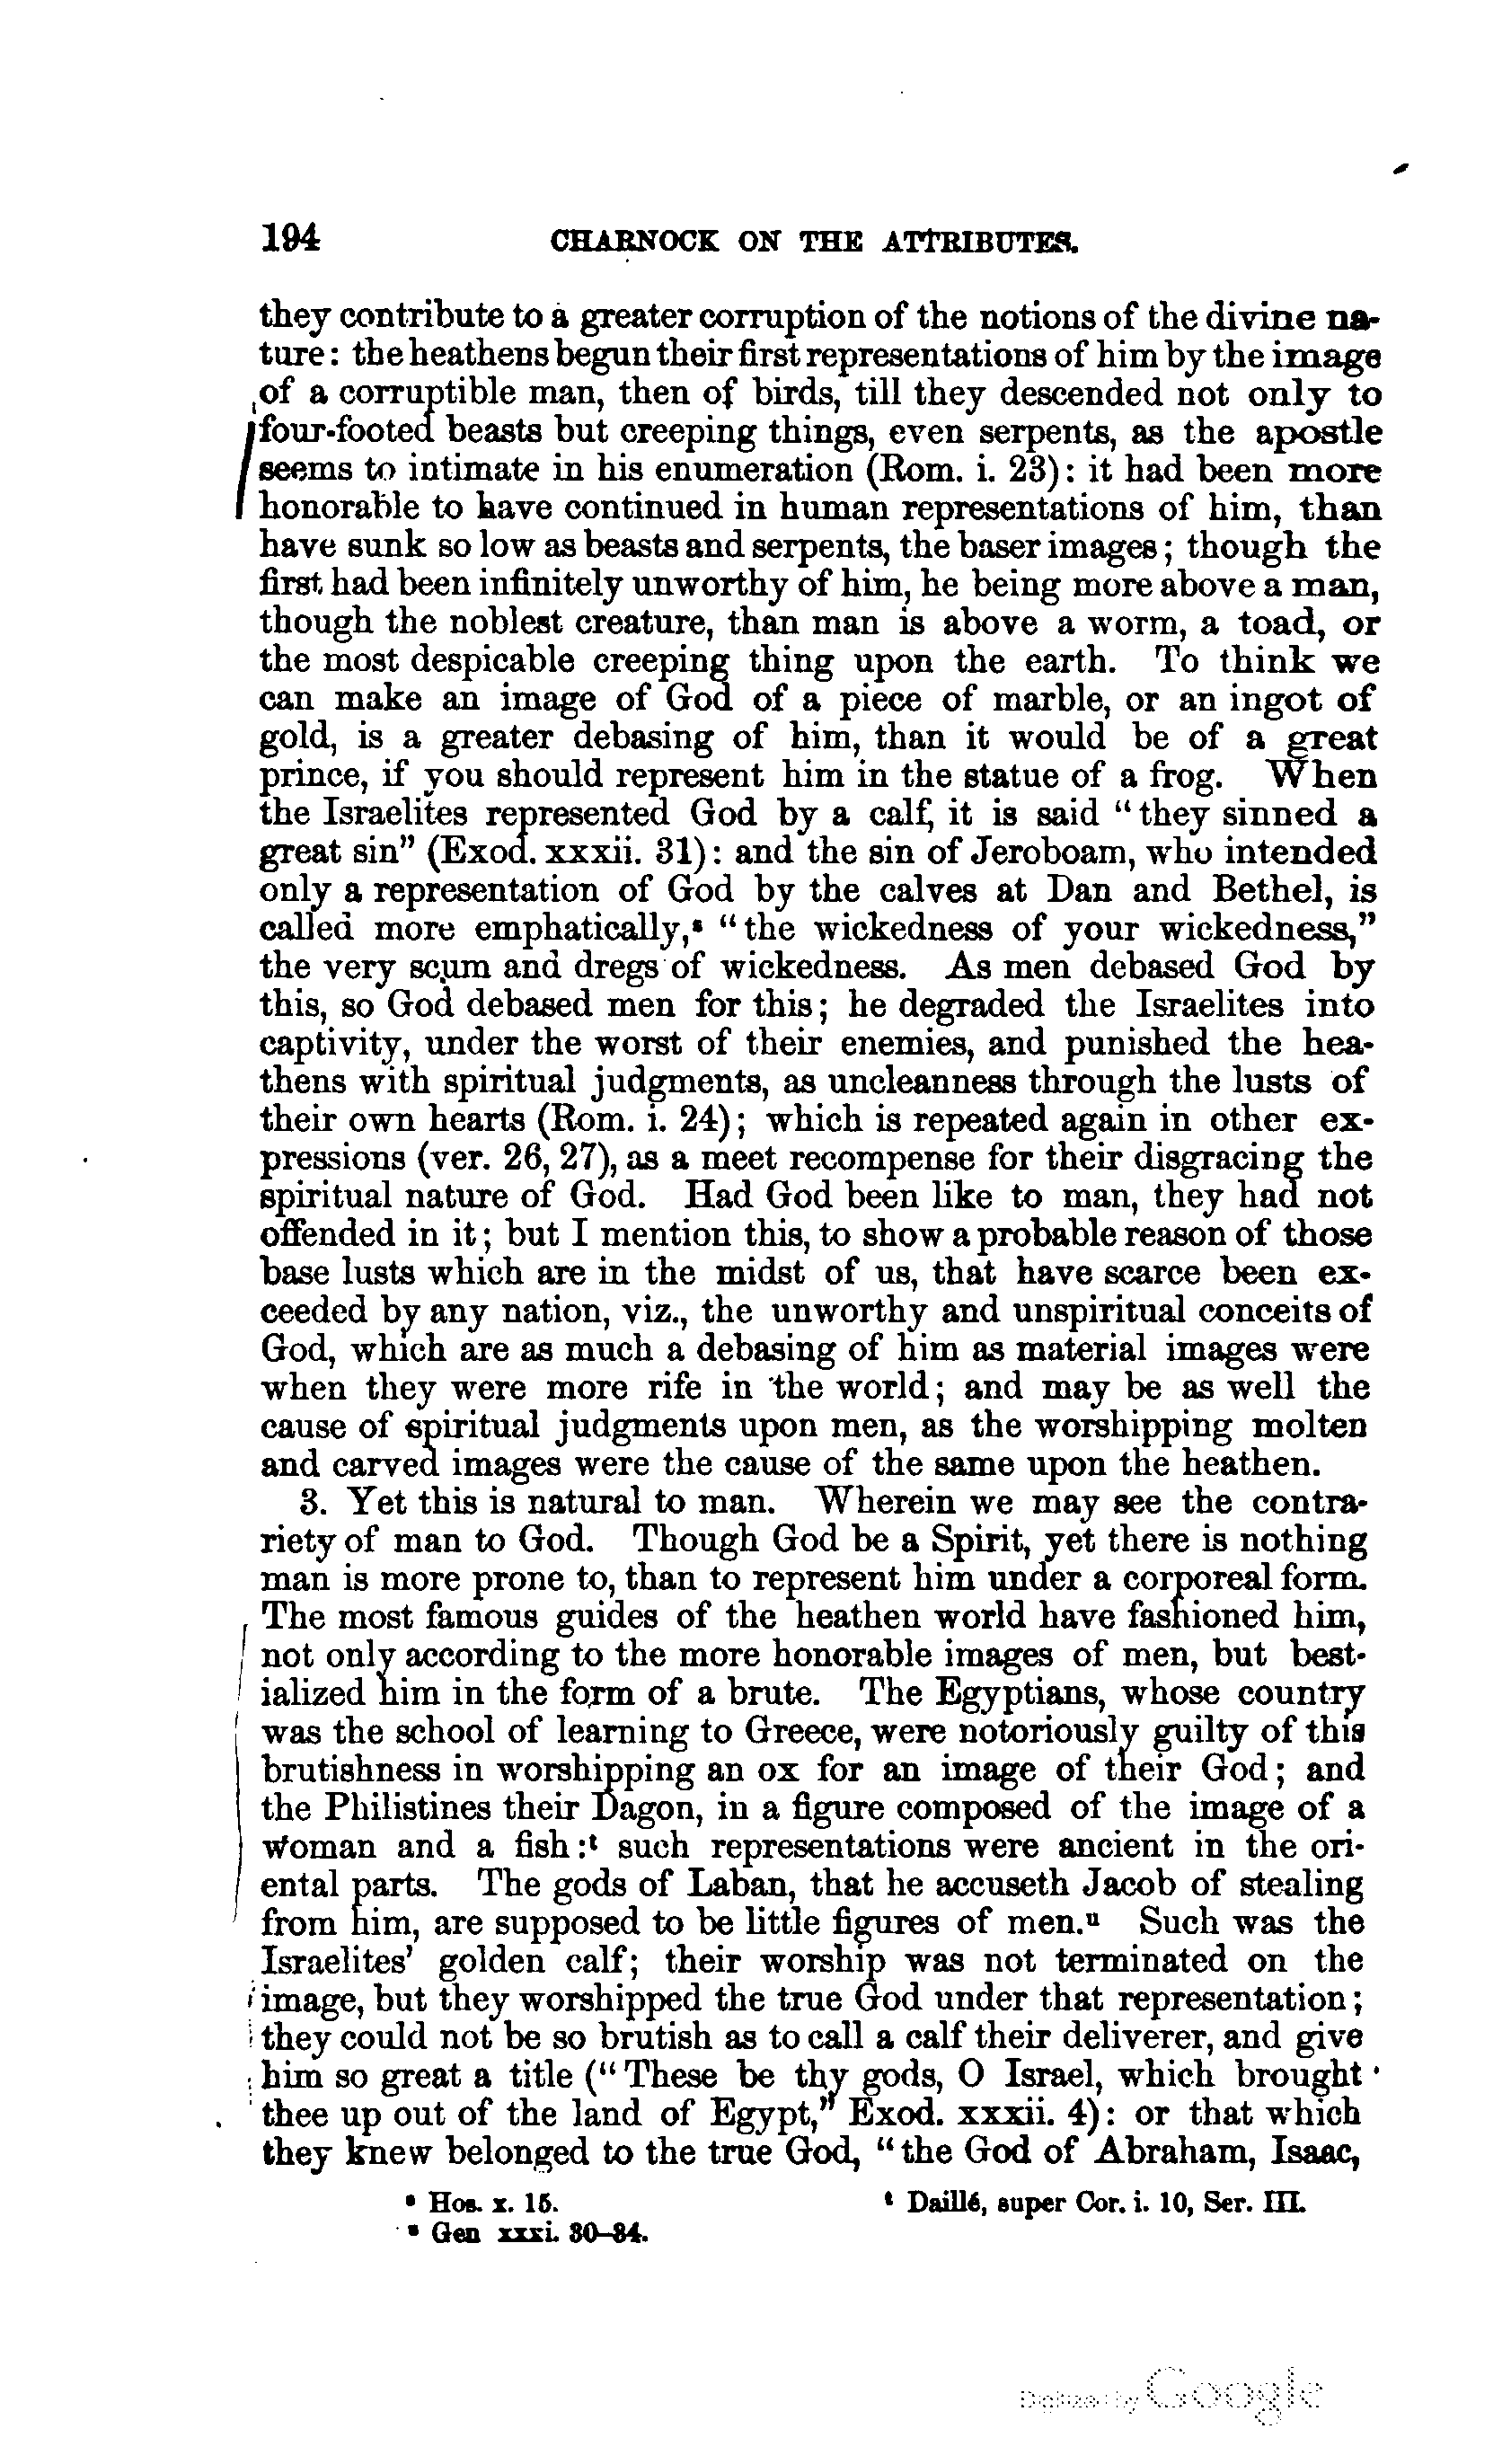 194 CHARNOCK ON THE ATTRIBUTES.
they contribute to a greater corruption of the notions of the divine na-
ture: the heathens begun their first representations of him by the image
of a corruptible man, then of birds, till they descended not only to
four-footed beasts but creeping things, even serpents, as the apostle
seems to intimate in his enumeration (Rom. i. 23): it had been more
honorable to have continued in human representations of him, than
have sunk so low as beasts and serpents, the baser images; though the
first had been infinitely unworthy of him, he being more above a man,
though the noblest creature, than man is above a worm, a toad, or
the most despicable creeping thing upon the earth. To think we
can make an image of God of a piece of marble, or an ingot of
gold, is a greater debasing of him, than it would be of a great
prince, if you should represent him in the statue of a frog. When
the Israelites represented God by a calf, it is said “they sinned a
great sin” (Exod. xxxii. 31): and the sin of Jeroboam, who intended
only a representation of God by the calves at Dan and Bethel, is
called more emphatically,ˢ “the wickedness of your wickedness,”
the very scum and dregs of wickedness. As men debased God by
this, so God debased men for this; he degraded the Israelites into
captivity, under the worst of their enemies, and punished the hea-
thens with spiritual judgments, as uncleanness through the lusts of
their own hearts (Rom. i. 24); which is repeated again in other ex-
pressions (ver. 26, 27), as a meet recompense for their disgracing the
spiritual nature of God. Had God been like to man, they had not
offended in it; but I mention this, to show a probable reason of those
base lusts which are in the midst of us, that have scarce been ex-
ceeded by any nation, viz., the unworthy and unspiritual conceits of
God, which are as much a debasing of him as material images were
when they were more rife in the world; and may be as well the
cause of spiritual judgments upon men, as the worshipping molten
and carved images were the cause of the same upon the heathen.
3. Yet this is natural to man. Wherein we may see the contra-
riety of man to God. Though God be a Spirit, yet there is nothing
man is more prone to, than to represent him under a corporeal form.
The most famous guides of the heathen world have fashioned him,
not only according to the more honorable images of men, but best-
ialized him in the form of a brute. The Egyptians, whose country
was the school of learning to Greece, were notoriously guilty of this
brutishness in worshipping an ox for an image of their God; and
the Philistines their Dagon, in a figure composed of the image of a
woman and a fish:ᵗ such representations were ancient in the ori-
ental parts. The gods of Laban, that he accuseth Jacob of stealing
from him, are supposed to be little figures of men.ᵘ Such was the
Israelites’ golden calf; their worship was not terminated on the
image, but they worshipped the true God under that representation;
they could not be so brutish as to call a calf their deliverer, and give
him so great a title (“These be thy gods, O Israel, which brought
thee up out of the land of Egypt,” Exod. xxxii. 4): or that which
they knew belonged to the true God, “the God of Abraham, Isaac,
ˢ Hos. x. 15. ᵗ Daillé, super Cor. i. 10, Ser. III.
ᵘ Gen xxxi. 30–34.
Digitized by Google